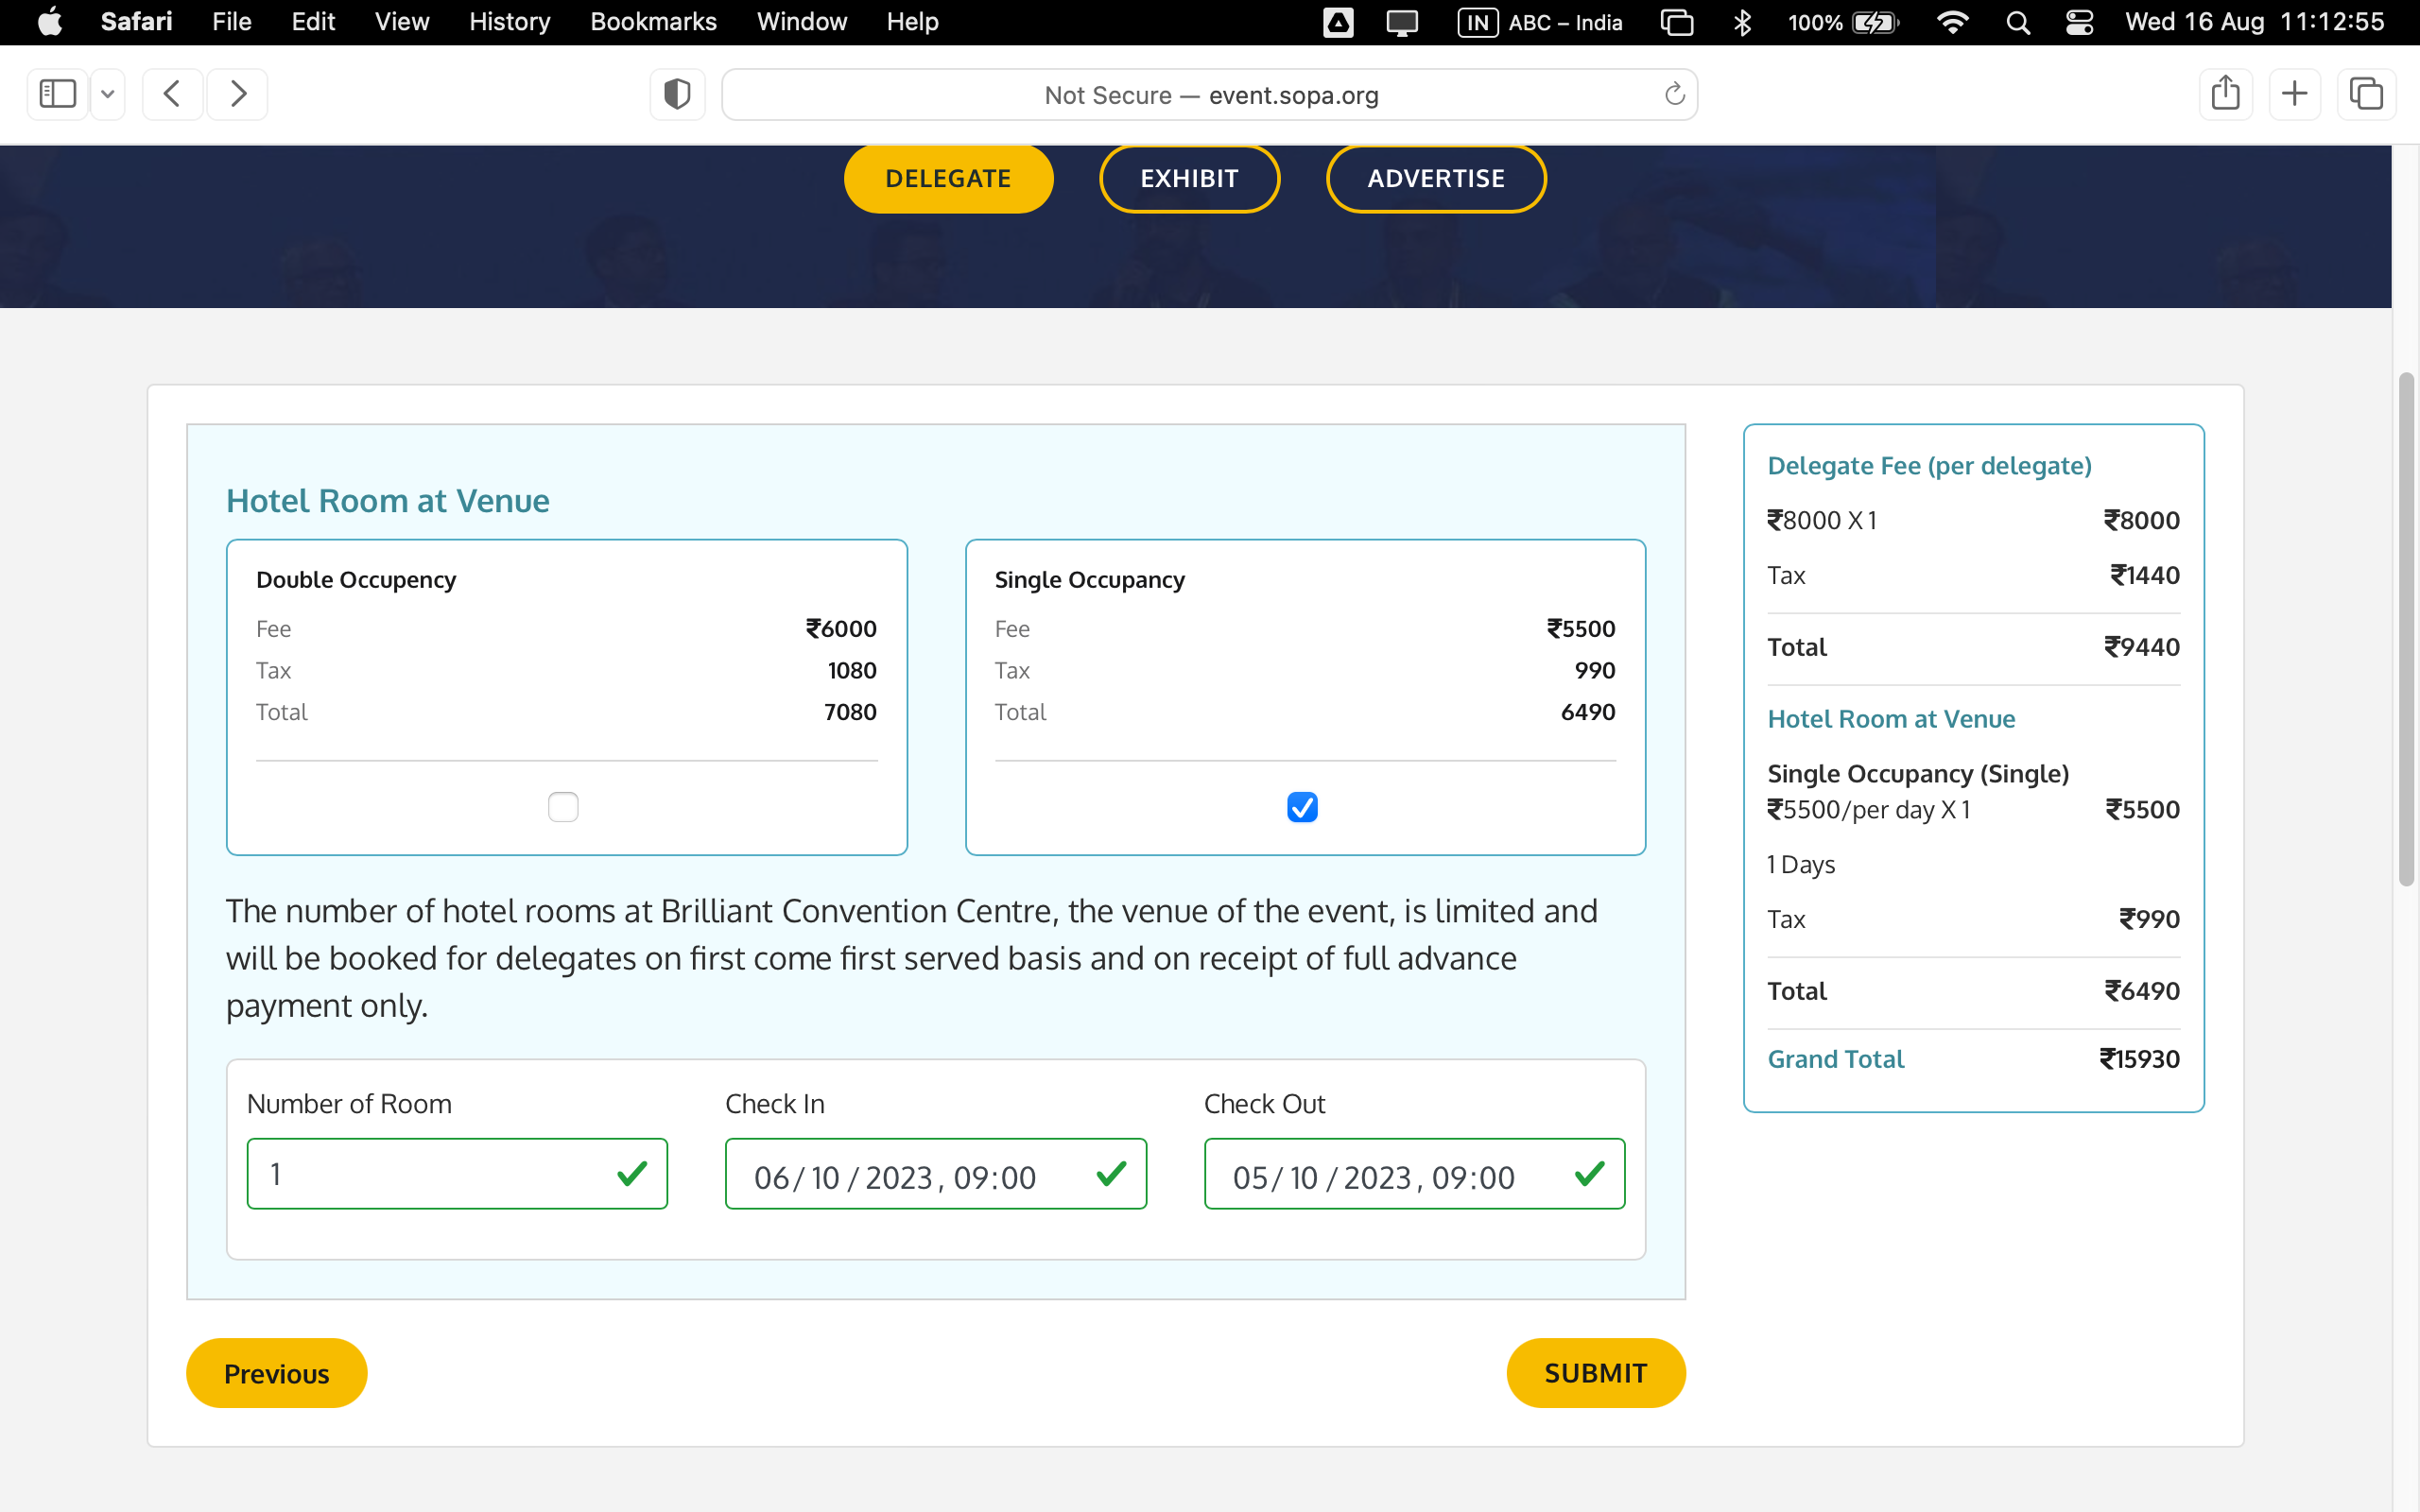 Safari File Edit View History Bookmarks Window Help IN ABC – India 100% Wed 16 Aug 11:12:55
Not Secure — event.sopa.org
DELEGATE EXHIBIT ADVERTISE
Hotel Room at Venue
Double Occupency
Fee ₹6000
Tax 1080
Total 7080
Single Occupancy
Fee ₹5500
Tax 990
Total 6490
The number of hotel rooms at Brilliant Convention Centre, the venue of the event, is limited and
will be booked for delegates on first come first served basis and on receipt of full advance
payment only.
Number of Room
1
Check In
06/10/2023, 09:00
Check Out
05/10/2023, 09:00
Previous
SUBMIT
Delegate Fee (per delegate)
₹8000 X 1 ₹8000
Tax ₹1440
Total ₹9440
Hotel Room at Venue
Single Occupancy (Single)
₹5500/per day X 1 ₹5500
1 Days
Tax ₹990
Total ₹6490
Grand Total ₹15930